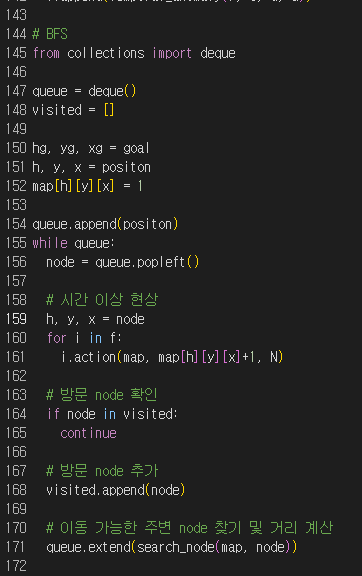 143
144 # BFS
145 from collections import deque
146
147 queue = deque()
148 visited = []
149
150 hg, yg, xg = goal
151 h, y, x = positon
152 map[h][y][x] = 1
153
154 queue.append(positon)
155 while queue:
156   node = queue.popleft()
157
158   # 시간 이상 현상
159   h, y, x = node
160   for i in f:
161     i.action(map, map[h][y][x]+1, N)
162
163   # 방문 node 확인
164   if node in visited:
165     continue
166
167   # 방문 node 추가
168   visited.append(node)
169
170   # 이동 가능한 주변 node 찾기 및 거리 계산
171   queue.extend(search_node(map, node))
172